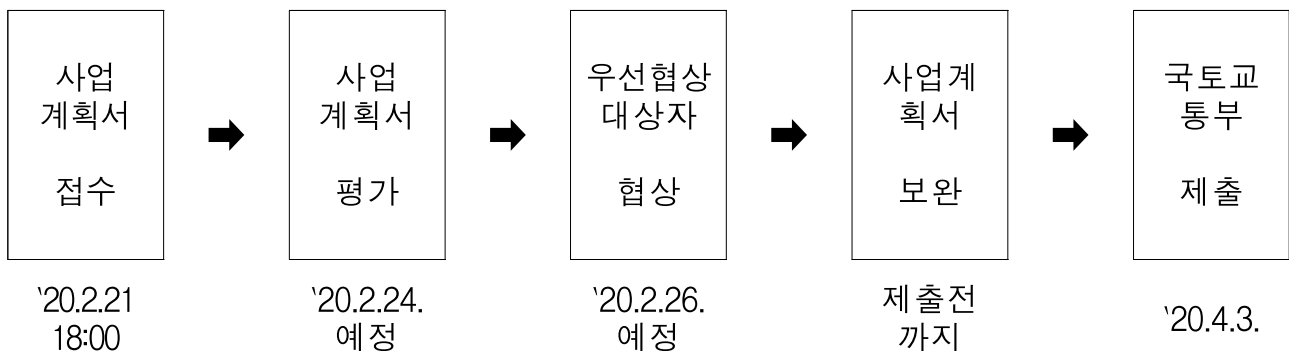 사업
계획서
접수
사업
계획서
평가
우선협상
대상자
협상
사업계
획서
보완
국토교
통부
제출
‵20.2.21
18:00
‵20.2.24.
예정
‵20.2.26.
예정
제출전
까지
‵20.4.3.